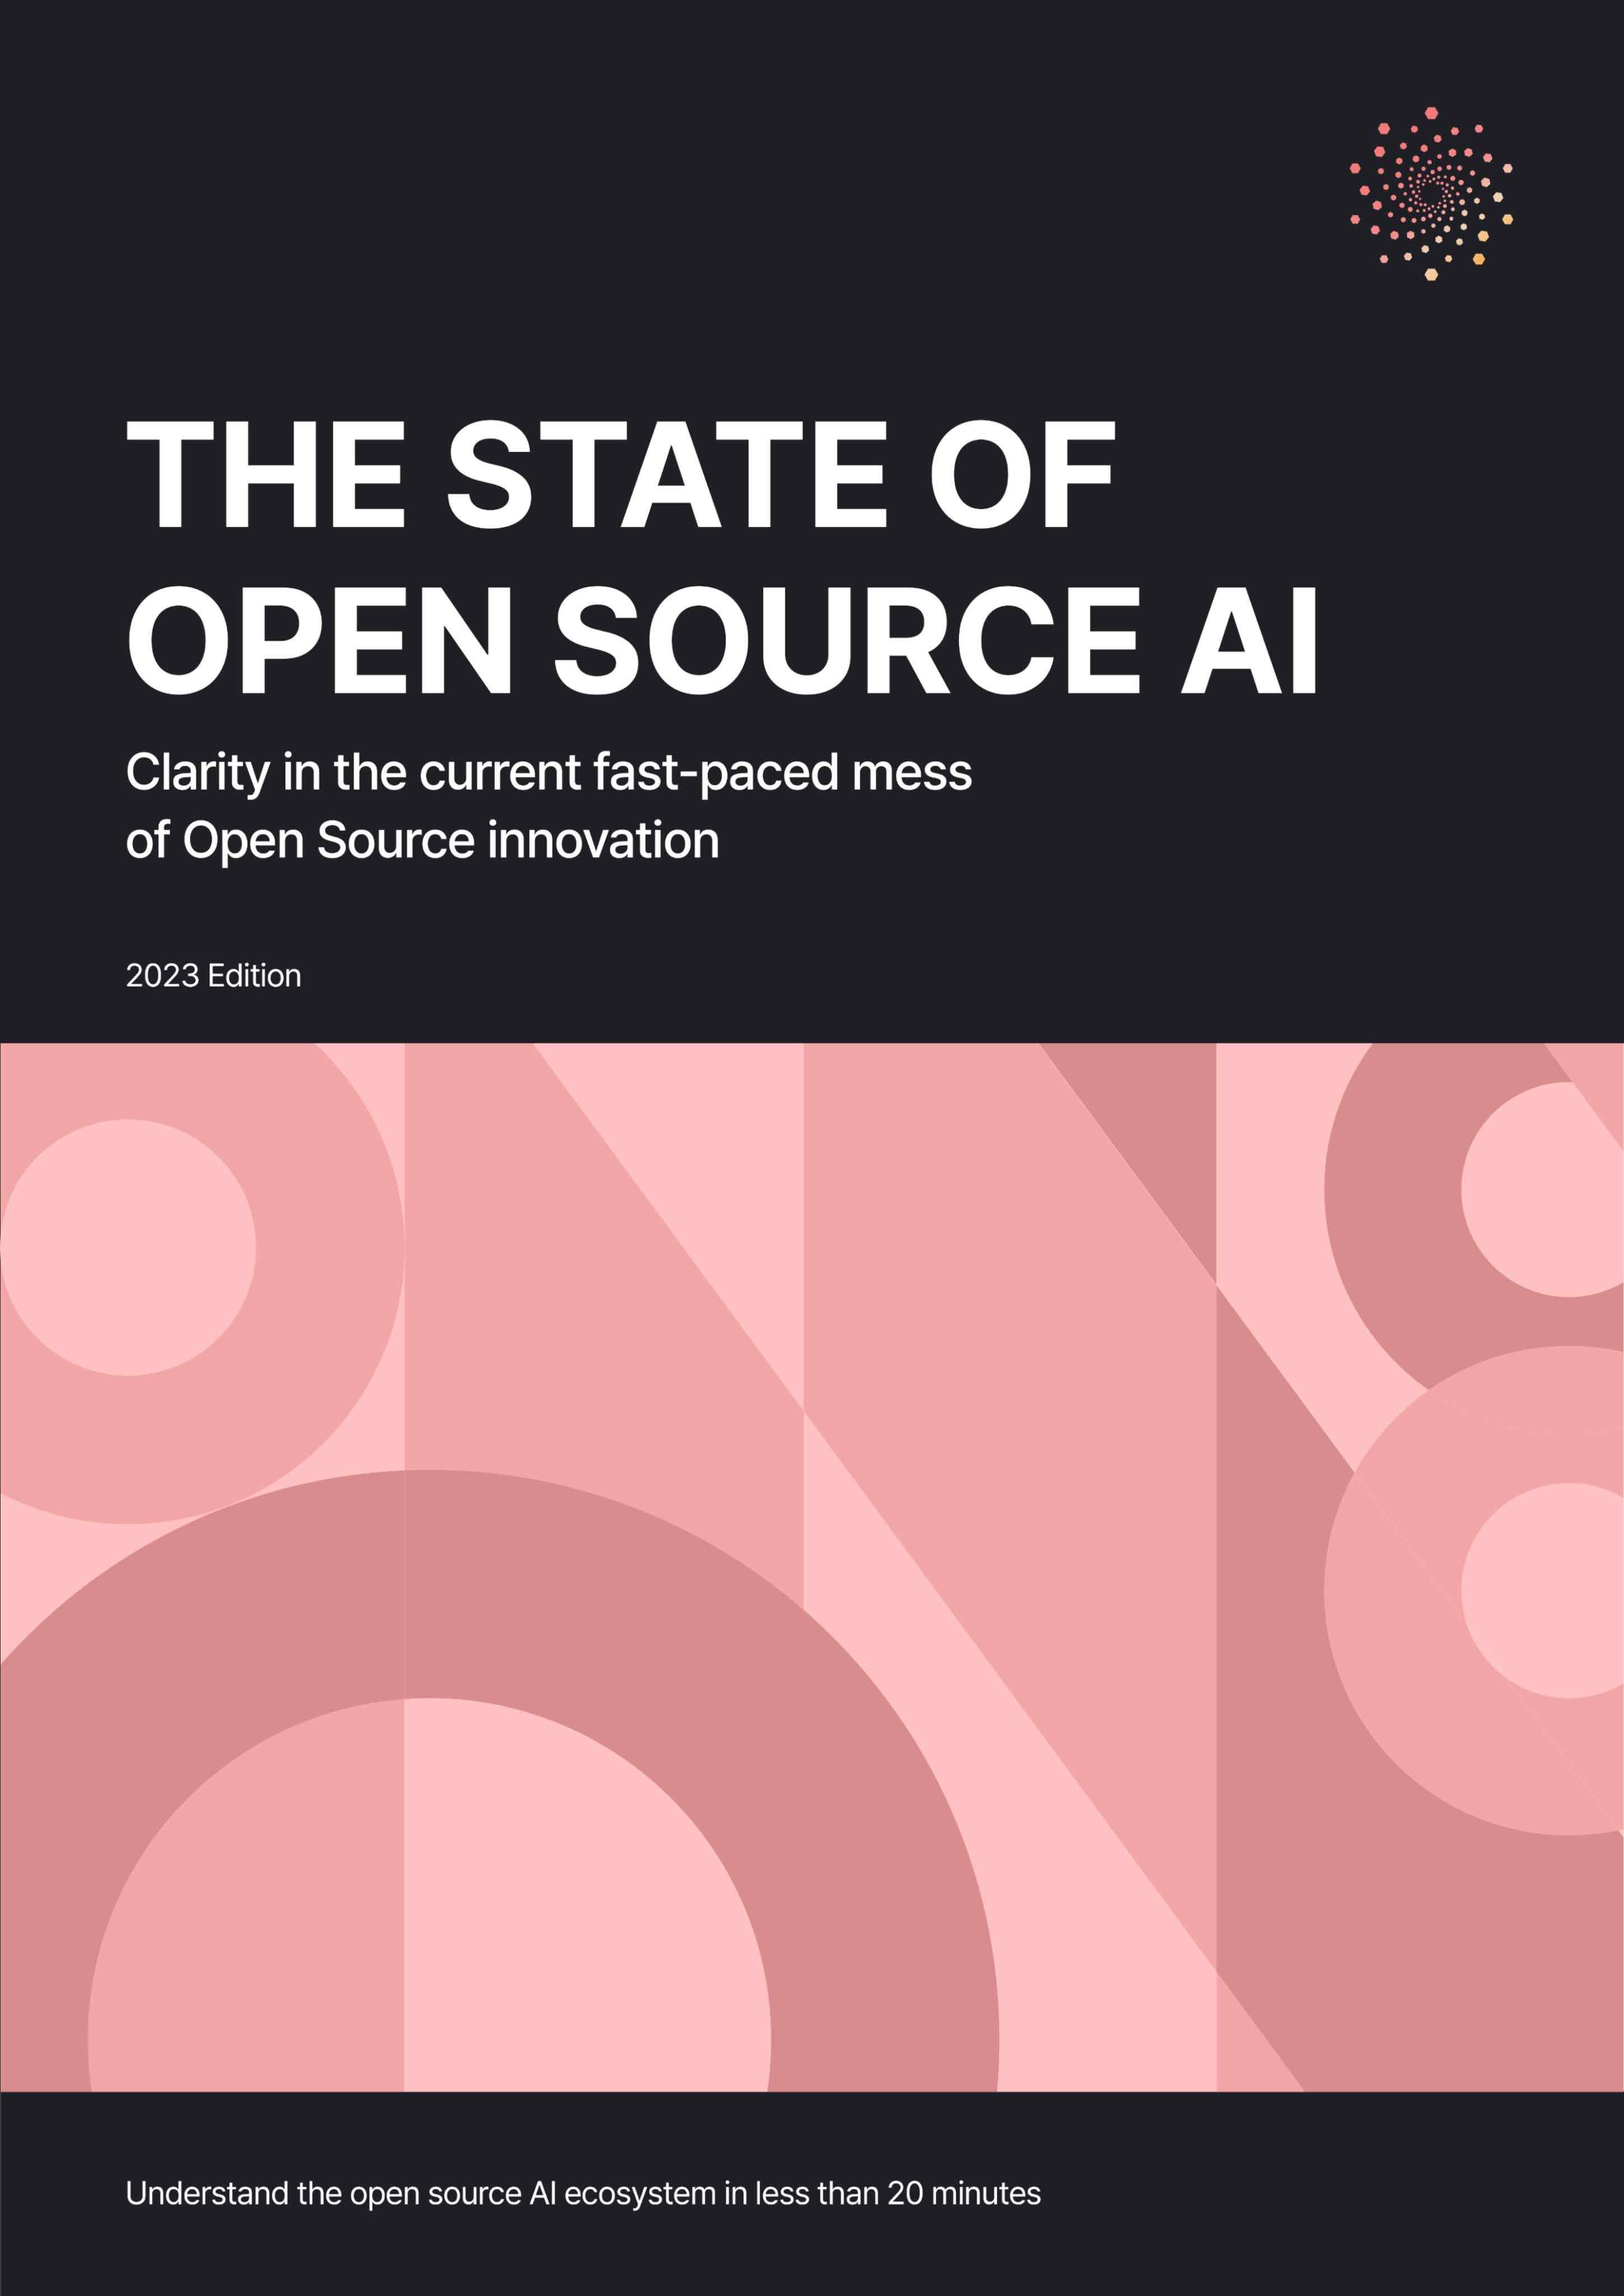 THE STATE OF
OPEN SOURCE AI
Clarity in the current fast-paced mess
of Open Source innovation
2023 Edition
Understand the open source AI ecosystem in less than 20 minutes